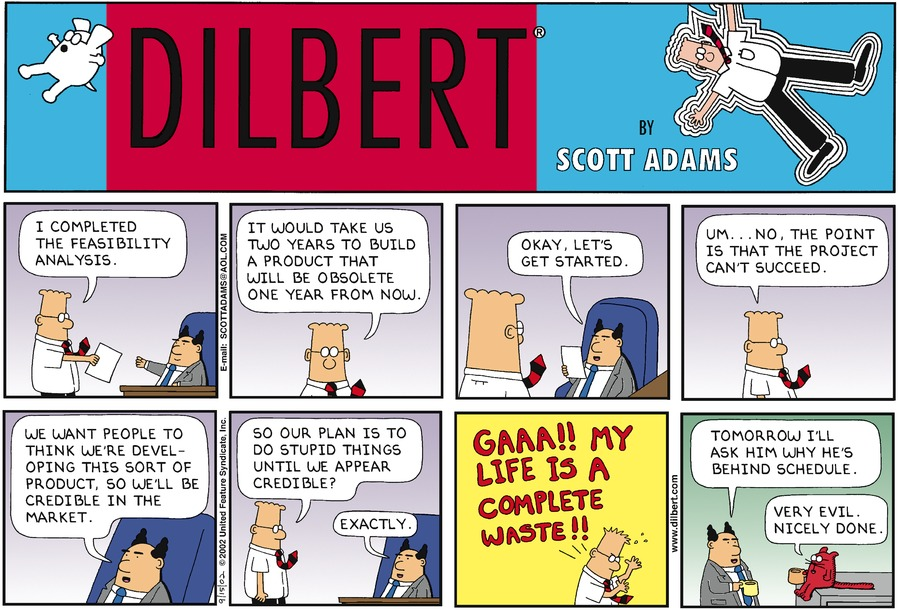 DILBERT®
BY
SCOTT ADAMS
I COMPLETED
THE FEASIBILITY
ANALYSIS.
E-mail: SCOTTADAMS@AOL.COM
IT WOULD TAKE US
TWO YEARS TO BUILD
A PRODUCT THAT
WILL BE OBSOLETE
ONE YEAR FROM NOW.
OKAY, LET'S
GET STARTED.
UM...NO, THE POINT
IS THAT THE PROJECT
CAN'T SUCCEED.
WE WANT PEOPLE TO
THINK WE'RE DEVEL-
OPING THIS SORT OF
PRODUCT, SO WE'LL BE
CREDIBLE IN THE
MARKET.
9/15/02 ©2002 United Feature Syndicate, Inc.
SO OUR PLAN IS TO
DO STUPID THINGS
UNTIL WE APPEAR
CREDIBLE?
EXACTLY.
GAAA!! MY
LIFE IS A
COMPLETE
WASTE!!
www.dilbert.com
TOMORROW I'LL
ASK HIM WHY HE'S
BEHIND SCHEDULE.
VERY EVIL.
NICELY DONE.